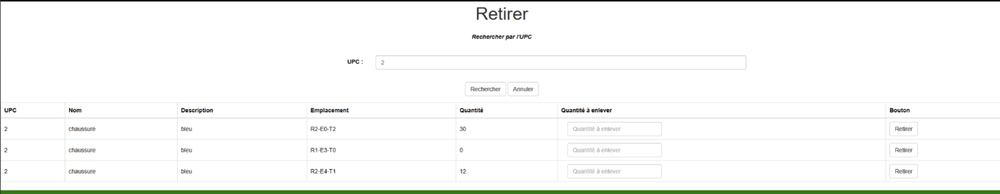 Retirer
Rechercher par l'UPC
UPC : 2
Rechercher Annuler
UPC Nom Description Emplacement Quantité Quantité à enlever Bouton
2 chaussure bleu R2-E0-T2 30 Quantité à enlever Retirer
2 chaussure bleu R1-E3-T0 0 Quantité à enlever Retirer
2 chaussure bleu R2-E4-T1 12 Quantité à enlever Retirer